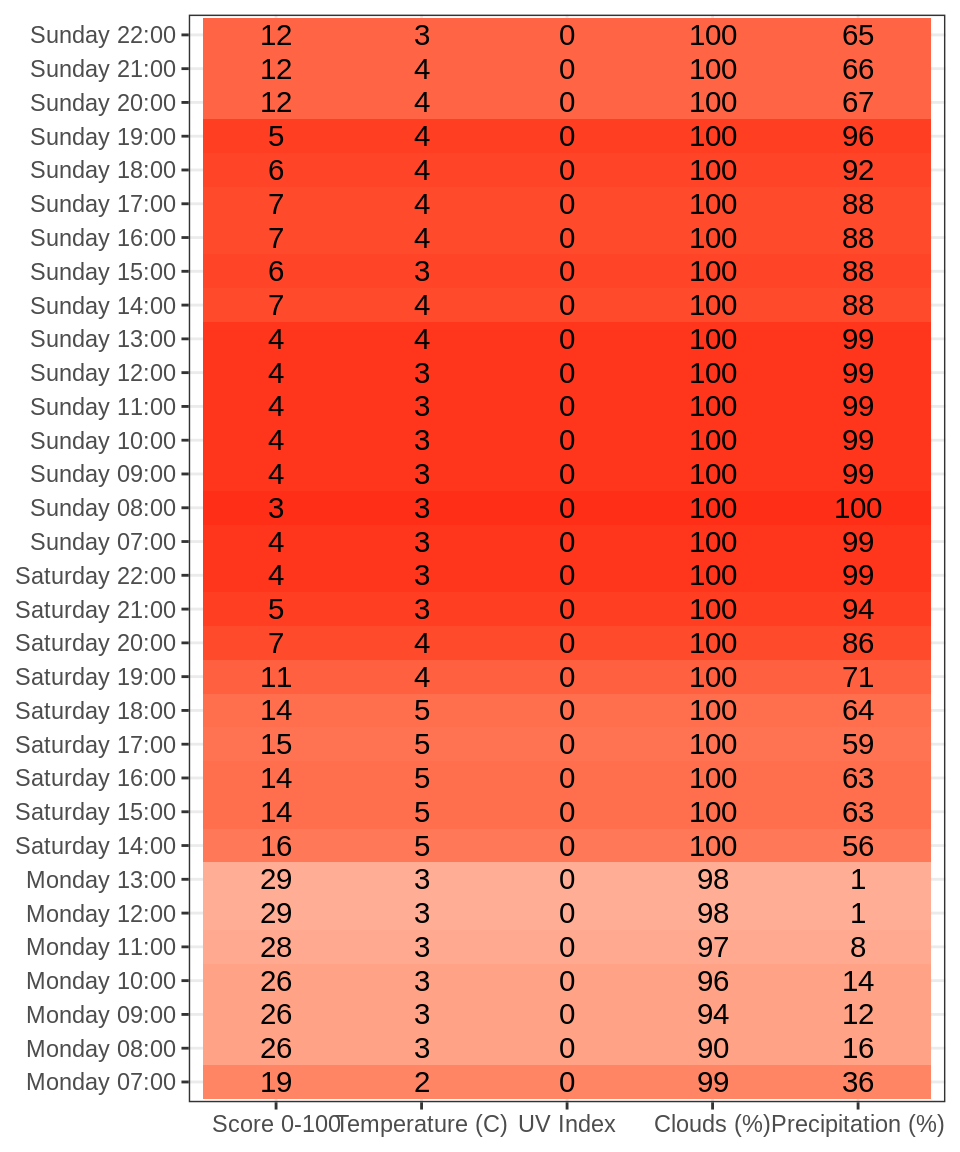 Sunday 22:00 12 3 0 100 65
Sunday 21:00 12 4 0 100 66
Sunday 20:00 12 4 0 100 67
Sunday 19:00 5 4 0 100 96
Sunday 18:00 6 4 0 100 92
Sunday 17:00 7 4 0 100 88
Sunday 16:00 7 4 0 100 88
Sunday 15:00 6 3 0 100 88
Sunday 14:00 7 4 0 100 88
Sunday 13:00 4 4 0 100 99
Sunday 12:00 4 3 0 100 99
Sunday 11:00 4 3 0 100 99
Sunday 10:00 4 3 0 100 99
Sunday 09:00 4 3 0 100 99
Sunday 08:00 3 3 0 100 100
Sunday 07:00 4 3 0 100 99
Saturday 22:00 4 3 0 100 99
Saturday 21:00 5 3 0 100 94
Saturday 20:00 7 4 0 100 86
Saturday 19:00 11 4 0 100 71
Saturday 18:00 14 5 0 100 64
Saturday 17:00 15 5 0 100 59
Saturday 16:00 14 5 0 100 63
Saturday 15:00 14 5 0 100 63
Saturday 14:00 16 5 0 100 56
Monday 13:00 29 3 0 98 1
Monday 12:00 29 3 0 98 1
Monday 11:00 28 3 0 97 8
Monday 10:00 26 3 0 96 14
Monday 09:00 26 3 0 94 12
Monday 08:00 26 3 0 90 16
Monday 07:00 19 2 0 99 36
Score 0-100 Temperature (C) UV Index Clouds (%) Precipitation (%)